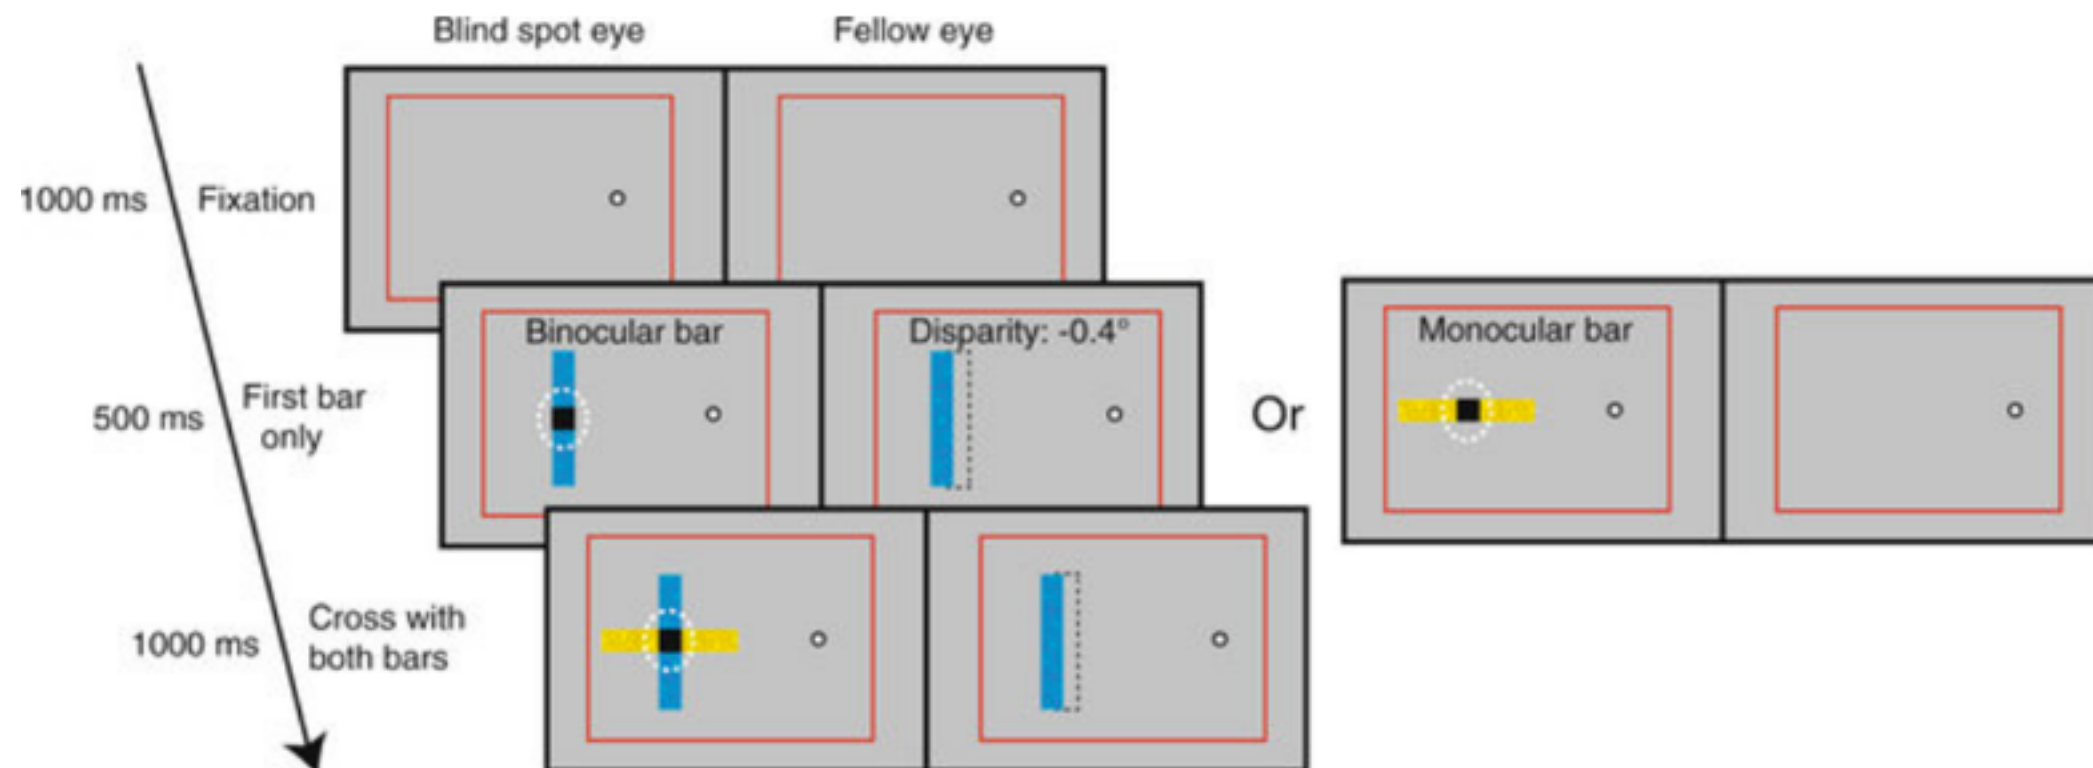 Blind spot eye
Fellow eye
1000 ms
Fixation
Binocular bar
Disparity: -0.4°
Monocular bar
500 ms
First bar
only
Or
1000 ms
Cross with
both bars